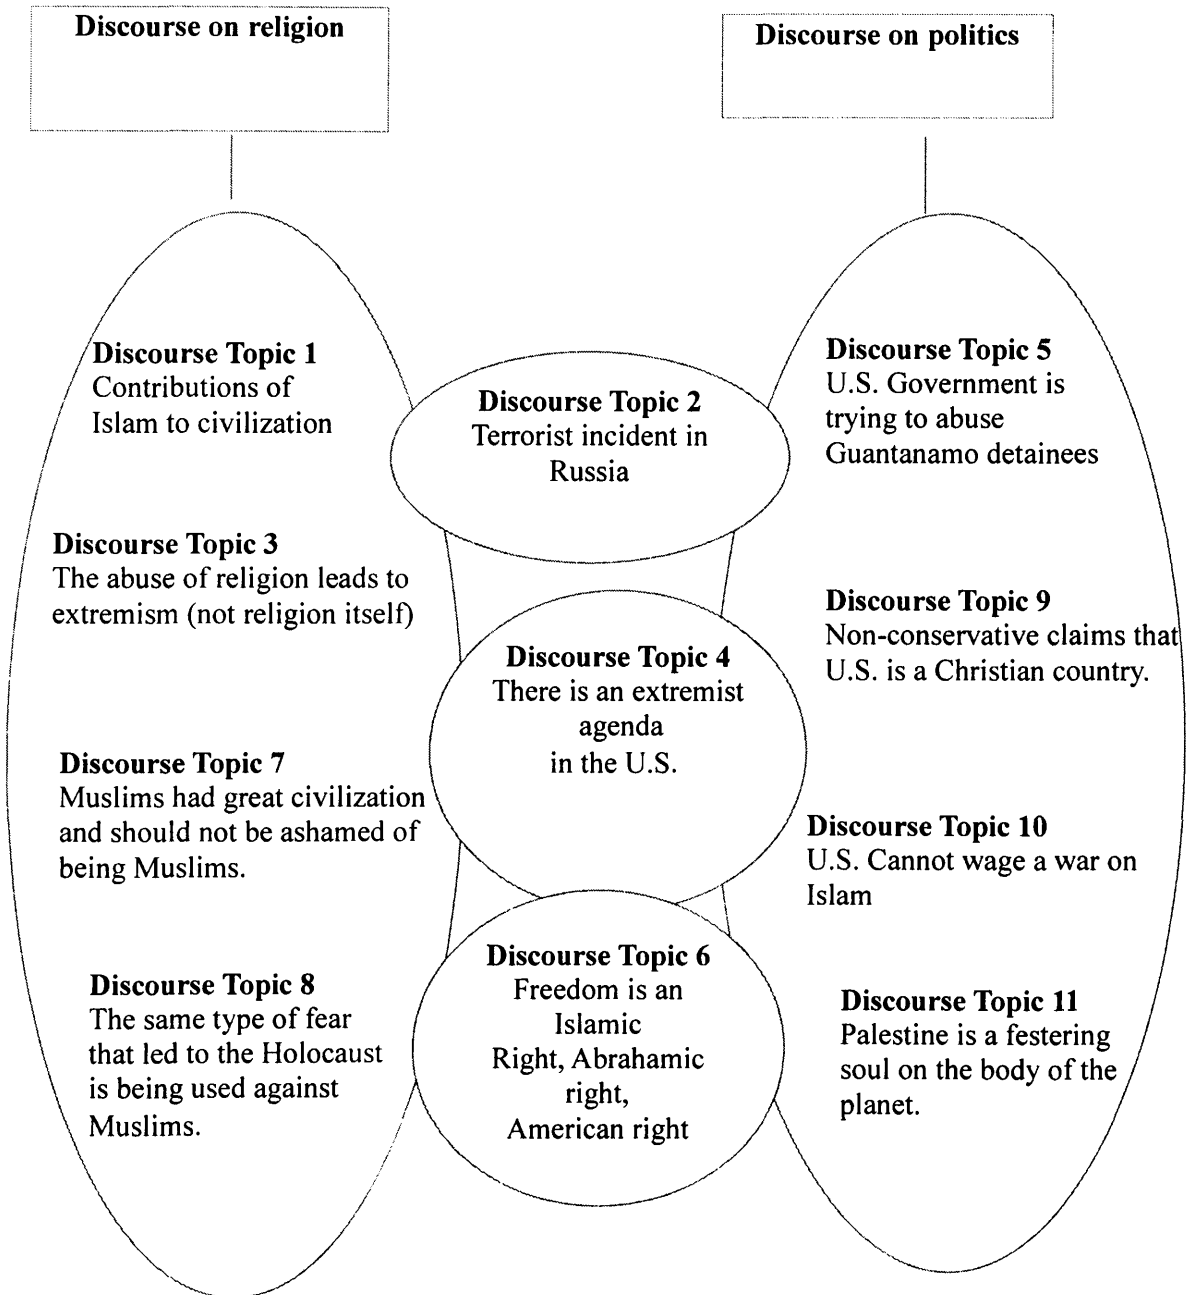 Discourse on religion
Discourse on politics
Discourse Topic 1
Contributions of
Islam to civilization
Discourse Topic 3
The abuse of religion leads to
extremism (not religion itself)
Discourse Topic 7
Muslims had great civilization
and should not be ashamed of
being Muslims.
Discourse Topic 8
The same type of fear
that led to the Holocaust
is being used against
Muslims.
Discourse Topic 2
Terrorist incident in
Russia
Discourse Topic 4
There is an extremist
agenda
in the U.S.
Discourse Topic 6
Freedom is an
Islamic
Right, Abrahamic
right,
American right
Discourse Topic 5
U.S. Government is
trying to abuse
Guantanamo detainees
Discourse Topic 9
Non-conservative claims that
U.S. is a Christian country.
Discourse Topic 10
U.S. Cannot wage a war on
Islam
Discourse Topic 11
Palestine is a festering
soul on the body of the
planet.